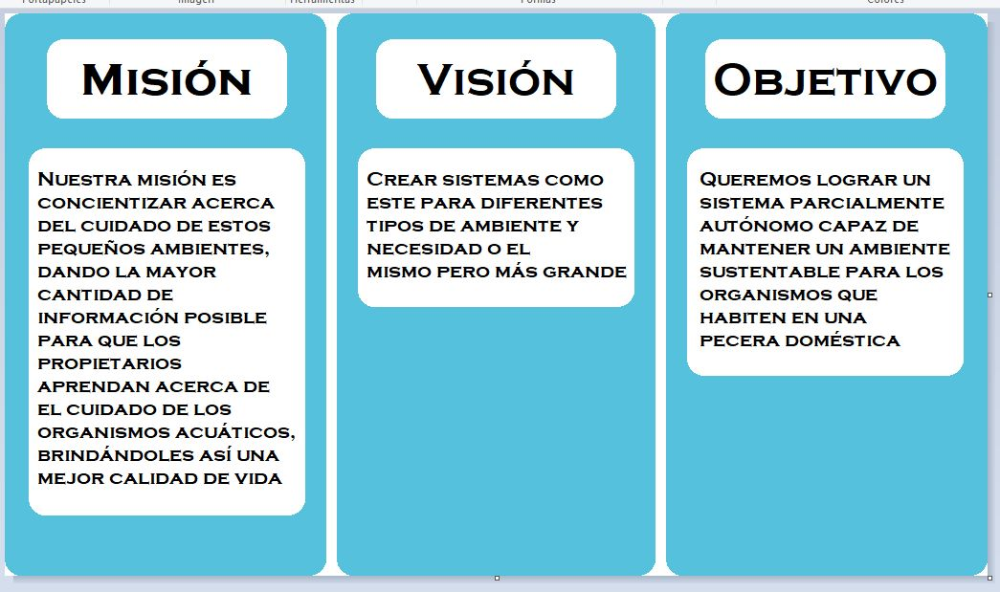 Portapapeles Imagen Herramientas Formas Colores
Misión
Nuestra misión es
concientizar acerca
del cuidado de estos
pequeños ambientes,
dando la mayor
cantidad de
información posible
para que los
propietarios
aprendan acerca de
el cuidado de los
organismos acuáticos,
brindándoles así una
mejor calidad de vida
Visión
Crear sistemas como
este para diferentes
tipos de ambiente y
necesidad o el
mismo pero más grande
Objetivo
Queremos lograr un
sistema parcialmente
autónomo capaz de
mantener un ambiente
sustentable para los
organismos que
habiten en una
pecera doméstica